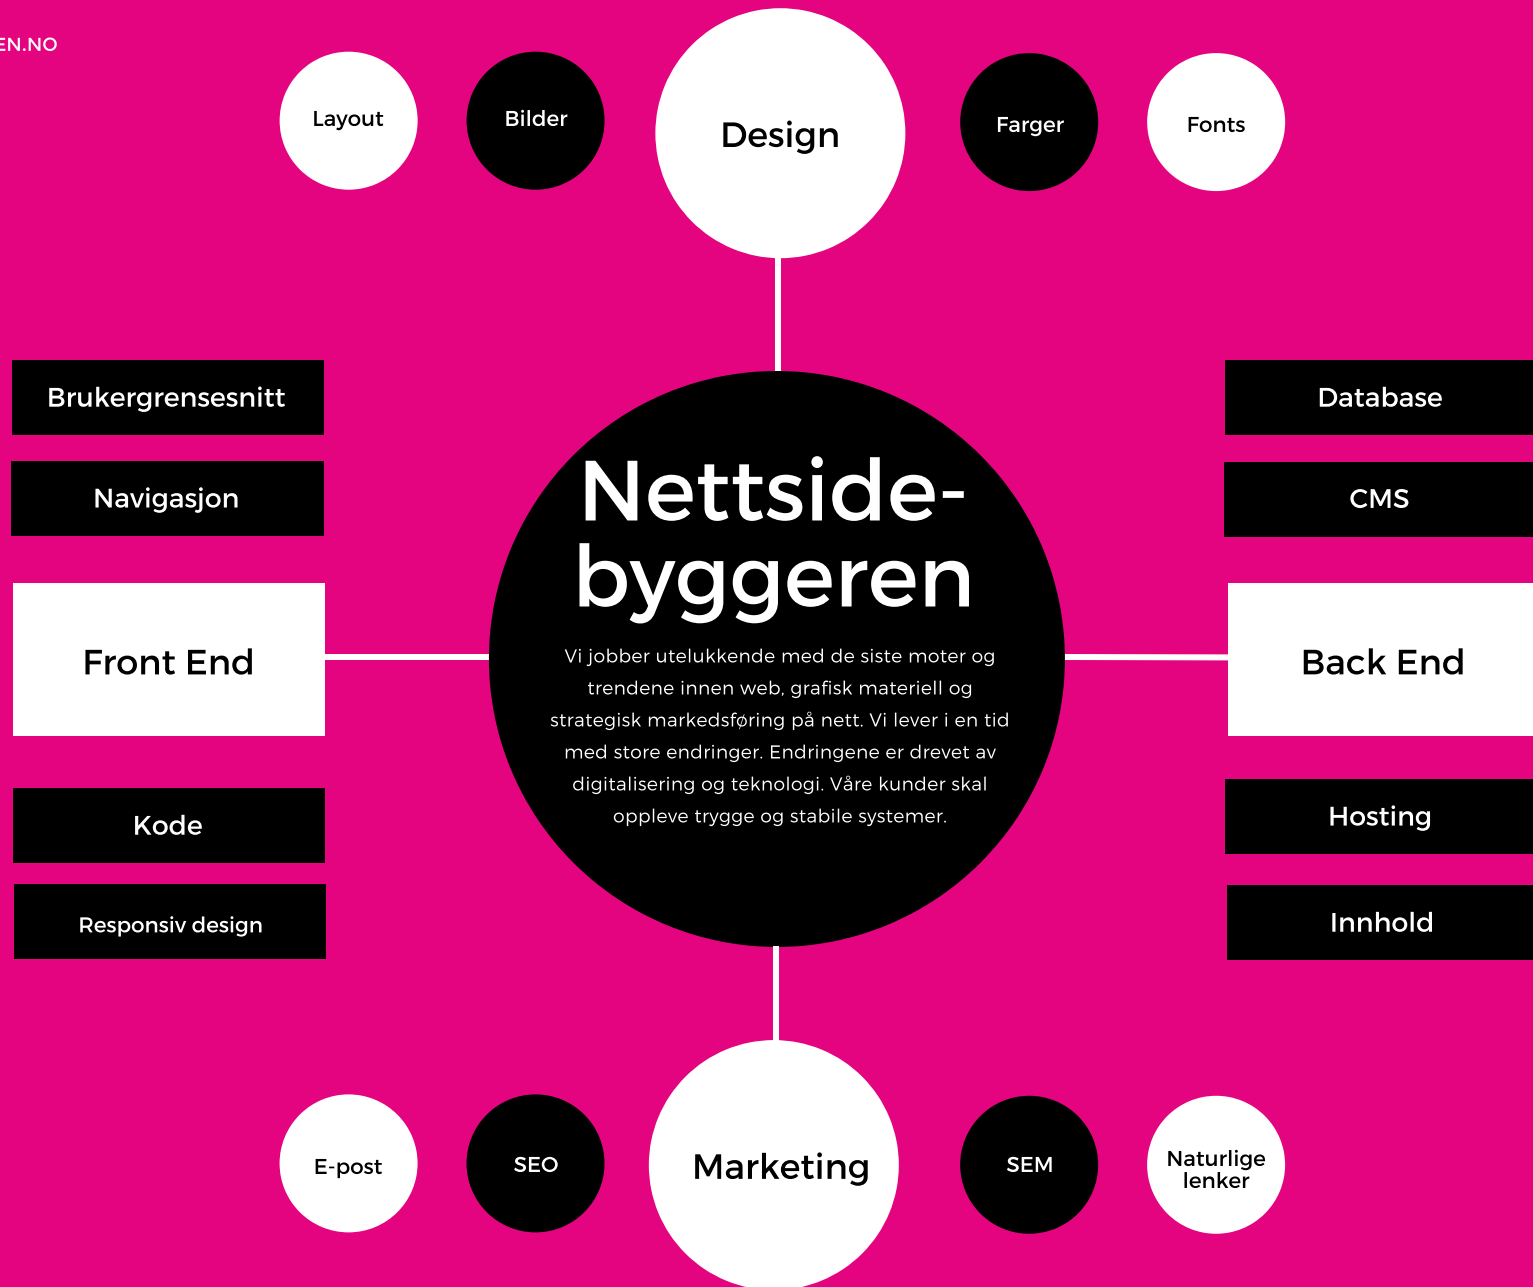 EN.NO
Layout
Bilder
Design
Farger
Fonts
Brukergrensesnitt
Navigasjon
Front End
Kode
Responsiv design
Nettside-
byggeren
Vi jobber utelukkende med de siste moter og
trendene innen web, grafisk materiell og
strategisk markedsføring på nett. Vi lever i en tid
med store endringer. Endringene er drevet av
digitalisering og teknologi. Våre kunder skal
oppleve trygge og stabile systemer.
Database
CMS
Back End
Hosting
Innhold
E-post
SEO
Marketing
SEM
Naturlige
lenker